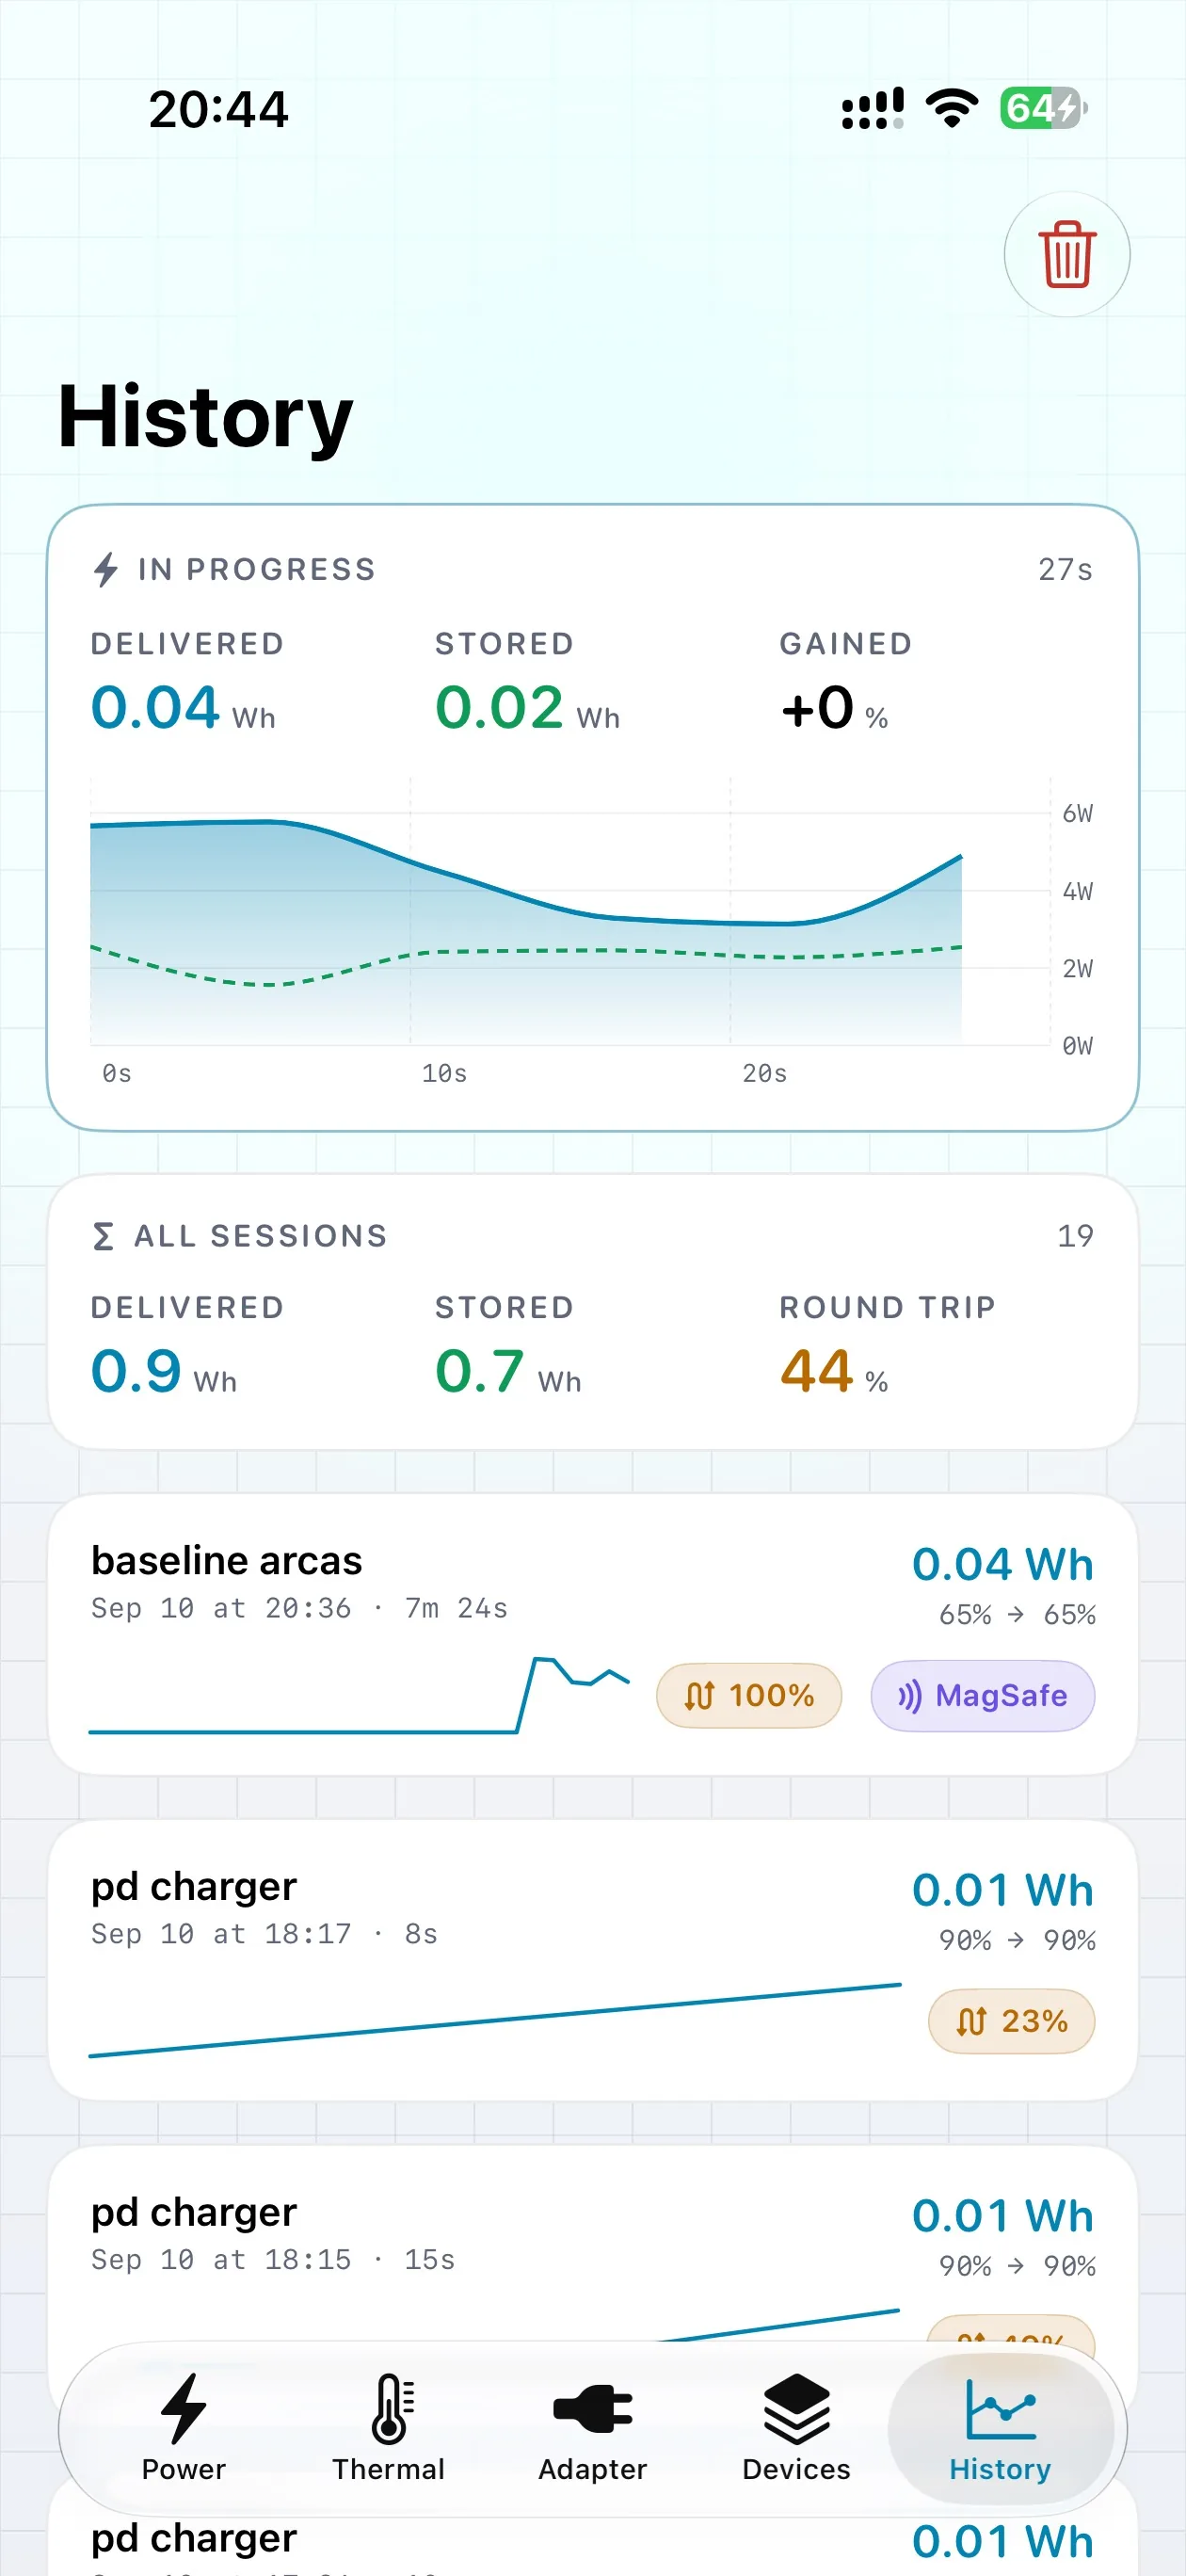 20:44
64
History
IN PROGRESS 27s
DELIVERED STORED GAINED
0.04 Wh 0.02 Wh +0 %
6W
4W
2W
0W
0s 10s 20s
Σ ALL SESSIONS 19
DELIVERED STORED ROUND TRIP
0.9 Wh 0.7 Wh 44 %
baseline arcas 0.04 Wh
Sep 10 at 20:36 · 7m 24s 65% → 65%
100% MagSafe
pd charger 0.01 Wh
Sep 10 at 18:17 · 8s 90% → 90%
23%
pd charger 0.01 Wh
Sep 10 at 18:15 · 15s 90% → 90%
Power Thermal Adapter Devices History
pd charger 0.01 Wh